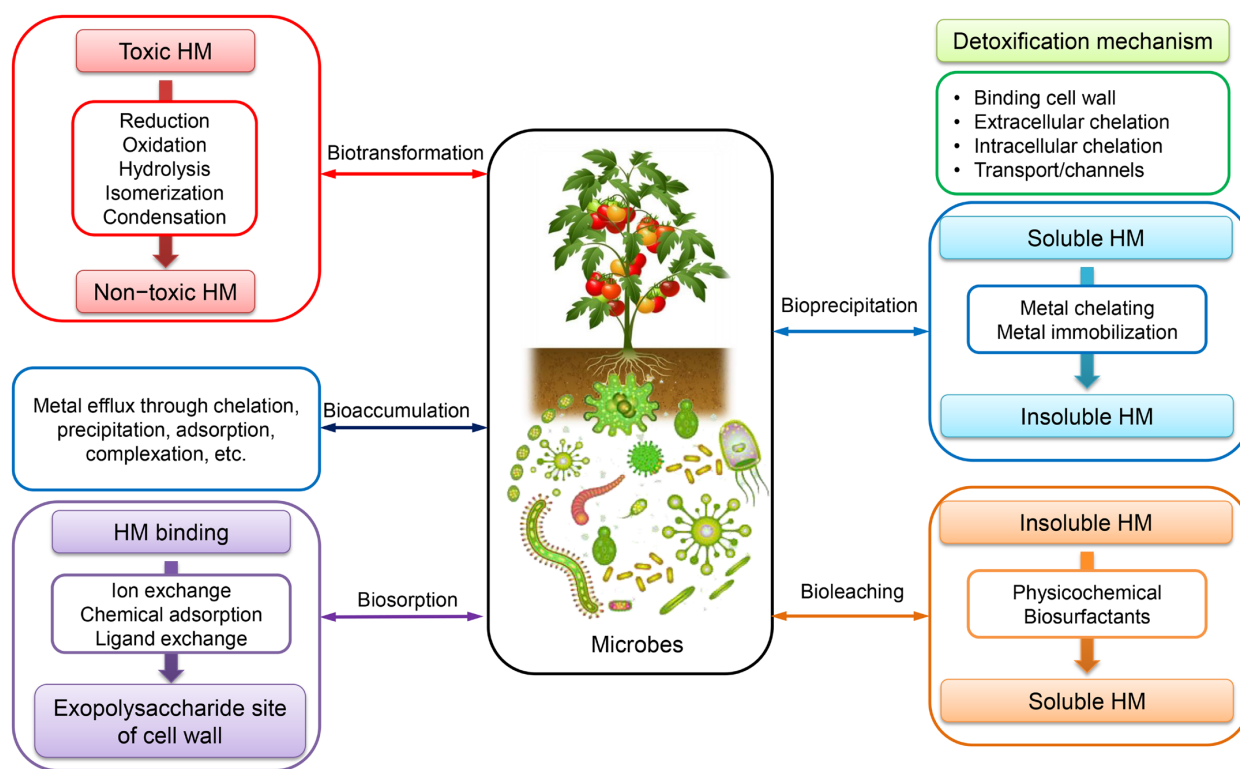 Toxic HM
Reduction
Oxidation
Hydrolysis
Isomerization
Condensation
Non−toxic HM
Biotransformation
Metal efflux through chelation,
precipitation, adsorption,
complexation, etc.
Bioaccumulation
HM binding
Ion exchange
Chemical adsorption
Ligand exchange
Exopolysaccharide site
of cell wall
Biosorption
Microbes
Detoxification mechanism
• Binding cell wall
• Extracellular chelation
• Intracellular chelation
• Transport/channels
Bioprecipitation
Soluble HM
Metal chelating
Metal immobilization
Insoluble HM
Bioleaching
Insoluble HM
Physicochemical
Biosurfactants
Soluble HM